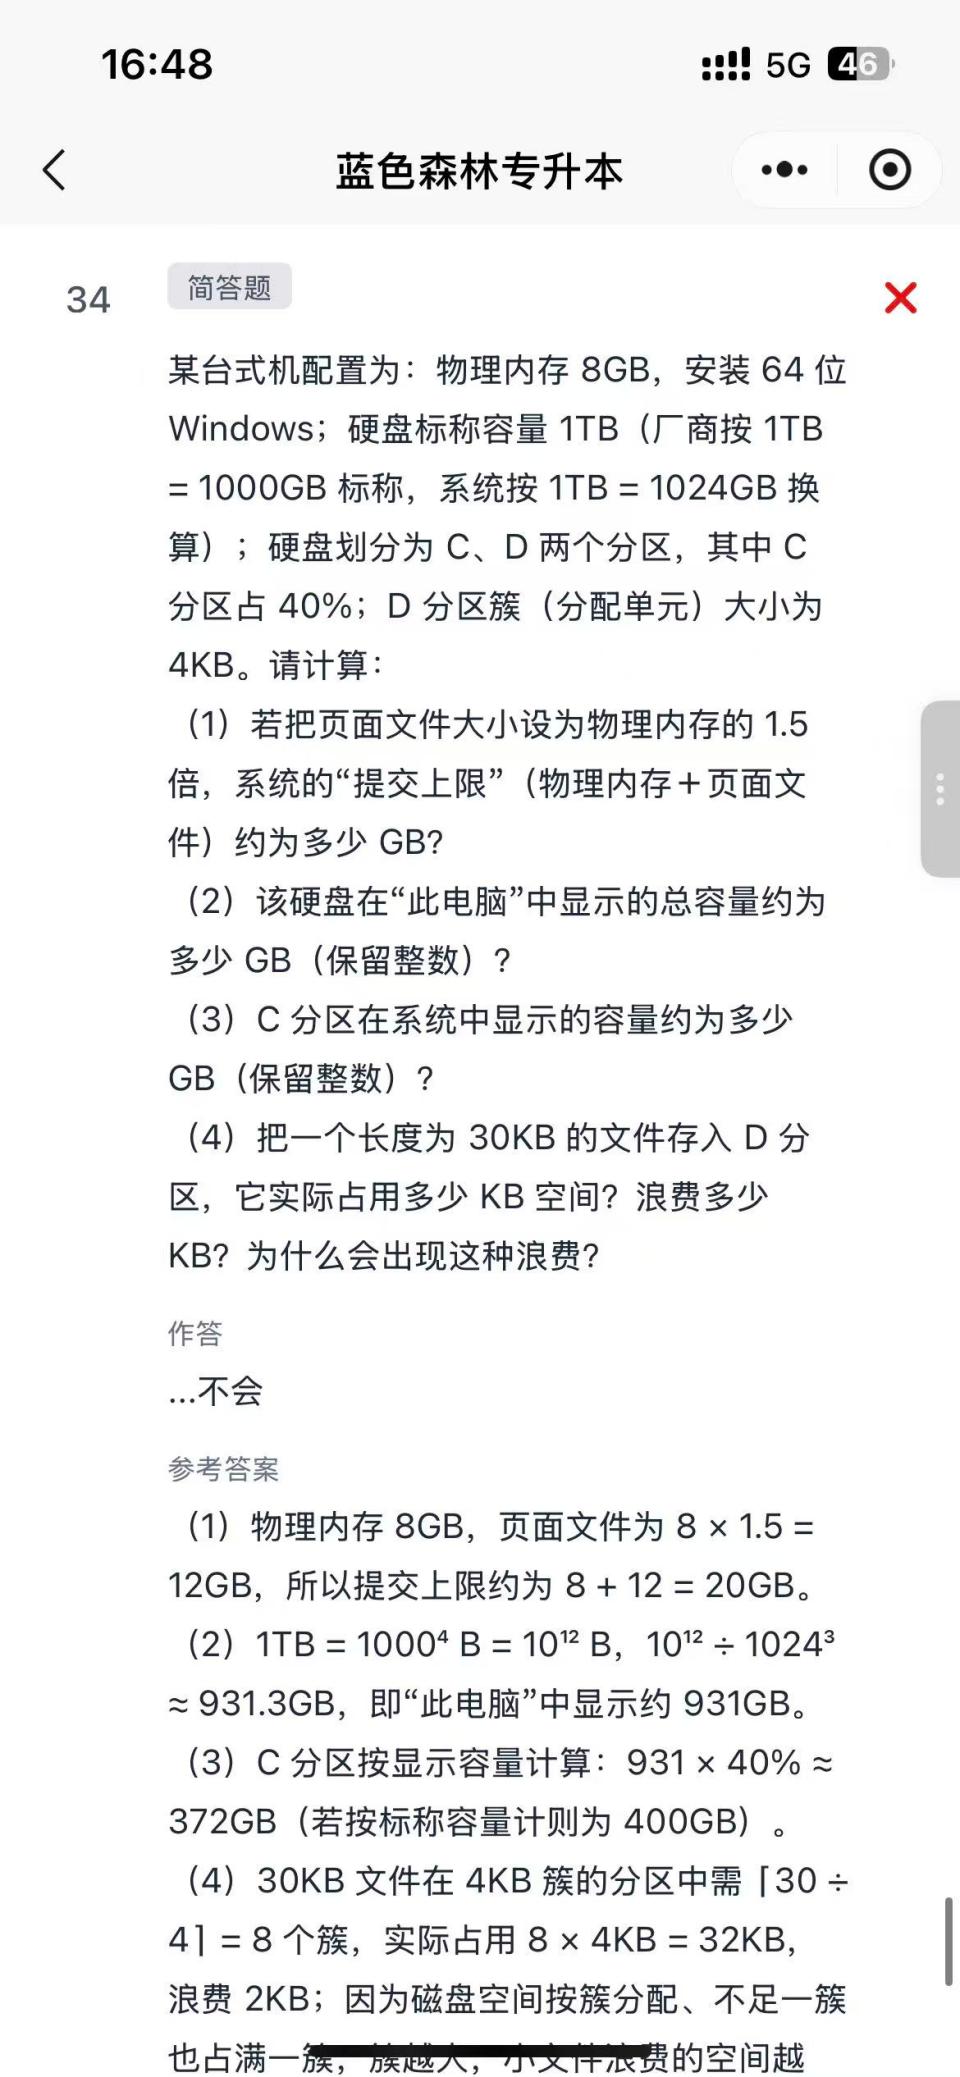 16:48
5G 46
蓝色森林专升本
34 简答题
某台式机配置为：物理内存 8GB，安装 64 位
Windows；硬盘标称容量 1TB（厂商按 1TB
= 1000GB 标称，系统按 1TB = 1024GB 换
算）；硬盘划分为 C、D 两个分区，其中 C
分区占 40%；D 分区簇（分配单元）大小为
4KB。请计算：
（1）若把页面文件大小设为物理内存的 1.5
倍，系统的“提交上限”（物理内存＋页面文
件）约为多少 GB？
（2）该硬盘在“此电脑”中显示的总容量约为
多少 GB（保留整数）？
（3）C 分区在系统中显示的容量约为多少
GB（保留整数）？
（4）把一个长度为 30KB 的文件存入 D 分
区，它实际占用多少 KB 空间？浪费多少
KB？为什么会出现这种浪费？
作答
...不会
参考答案
（1）物理内存 8GB，页面文件为 8 × 1.5 =
12GB，所以提交上限约为 8 + 12 = 20GB。
（2）1TB = 1000⁴ B = 10¹² B，10¹² ÷ 1024³
≈ 931.3GB，即“此电脑”中显示约 931GB。
（3）C 分区按显示容量计算：931 × 40% ≈
372GB（若按标称容量计则为 400GB）。
（4）30KB 文件在 4KB 簇的分区中需⌈30 ÷
4⌉ = 8 个簇，实际占用 8 × 4KB = 32KB，
浪费 2KB；因为磁盘空间按簇分配、不足一簇
也占满一簇，簇越大，小文件浪费的空间越